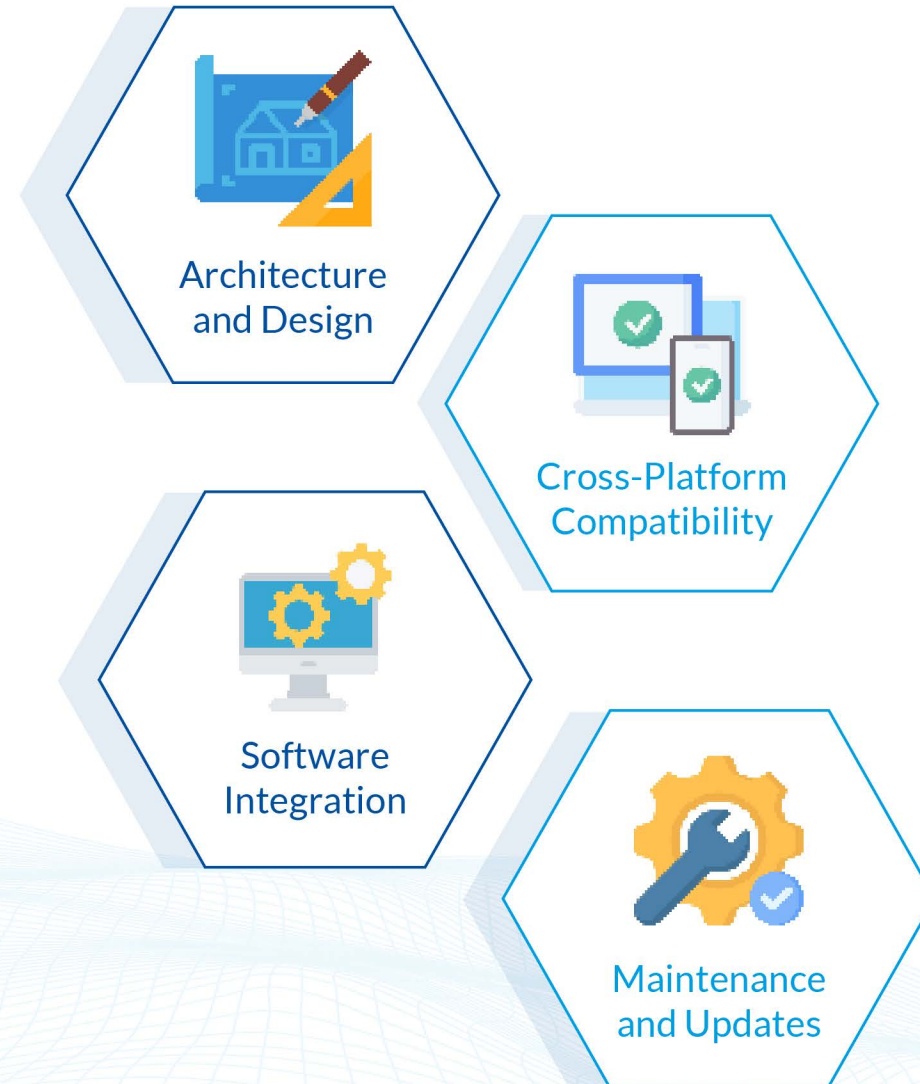 Architecture
and Design
Cross-Platform
Compatibility
Software
Integration
Maintenance
and Updates